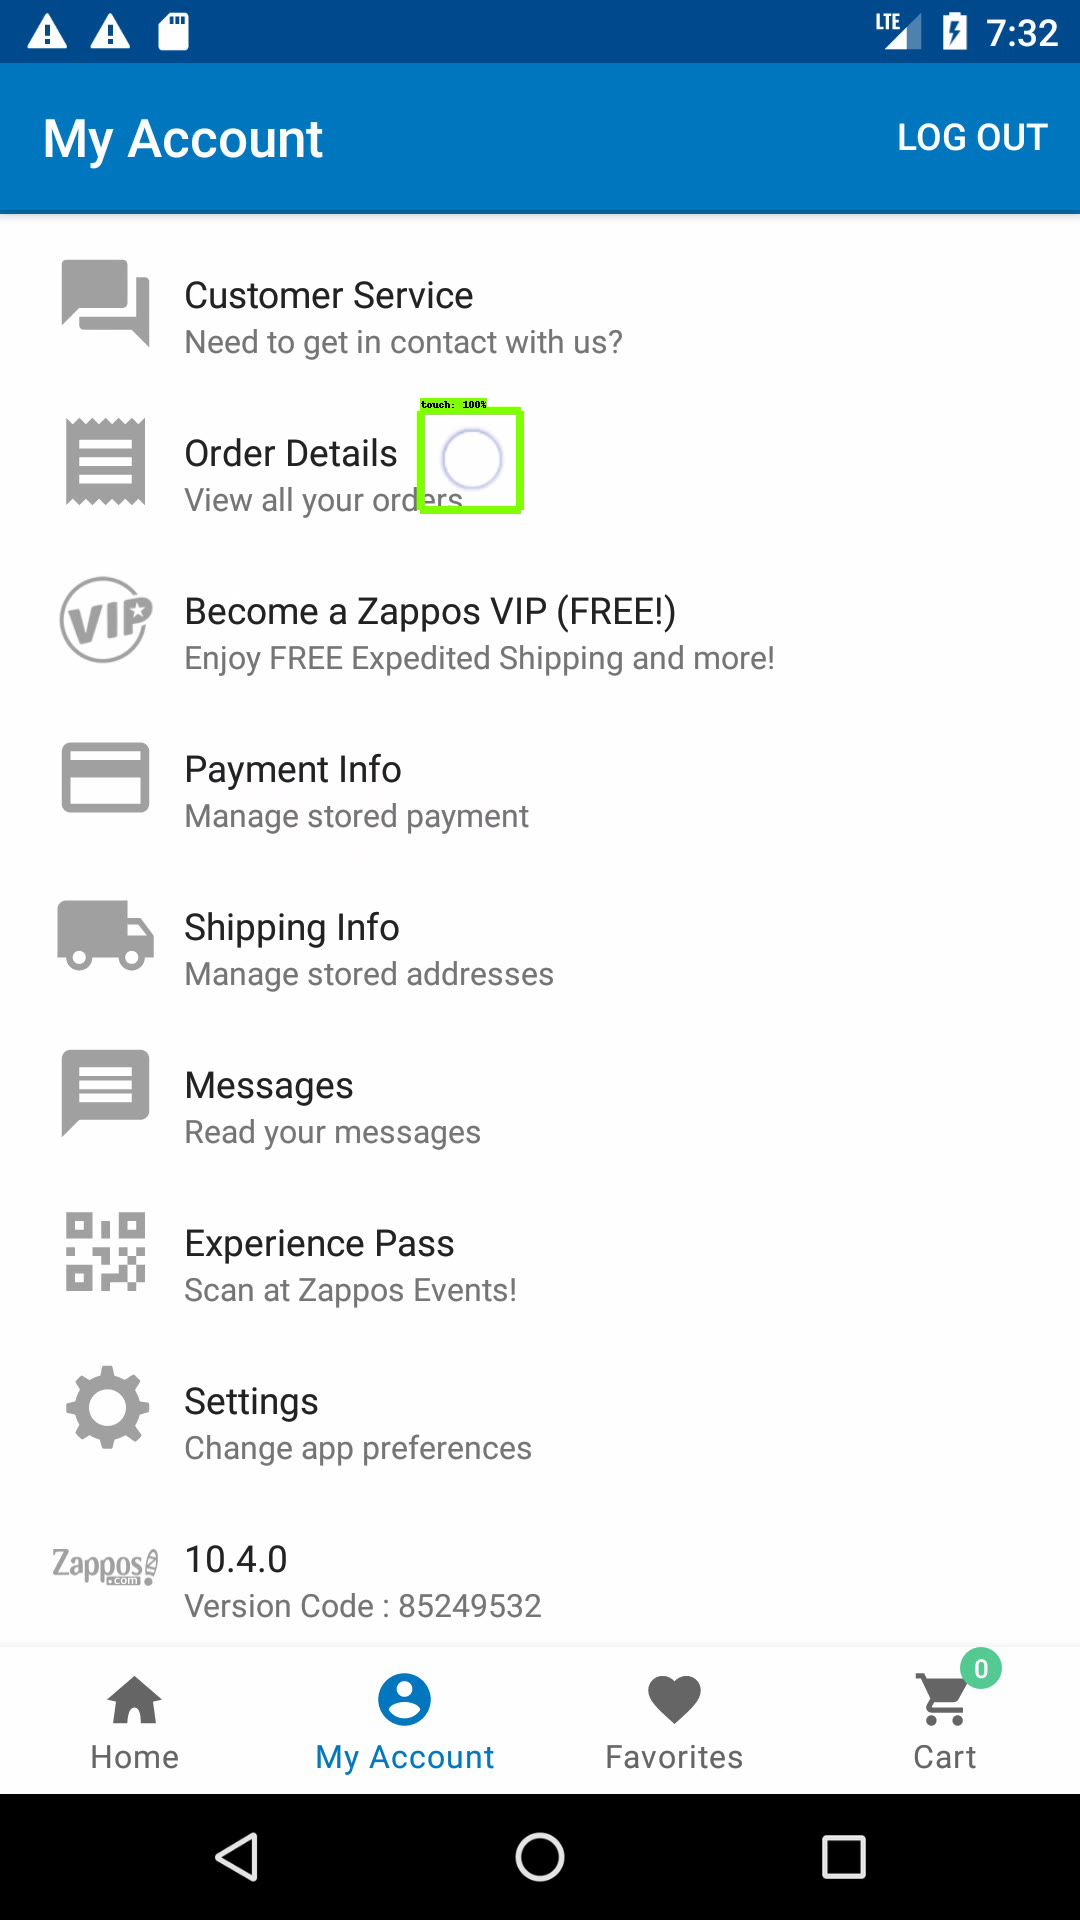 LTE 7:32
My Account LOG OUT
Customer Service
Need to get in contact with us?
touch: 100%
Order Details
View all your orders
VIP
Become a Zappos VIP (FREE!)
Enjoy FREE Expedited Shipping and more!
Payment Info
Manage stored payment
Shipping Info
Manage stored addresses
Messages
Read your messages
Experience Pass
Scan at Zappos Events!
Settings
Change app preferences
Zappos
.com
10.4.0
Version Code : 85249532
0
Home My Account Favorites Cart